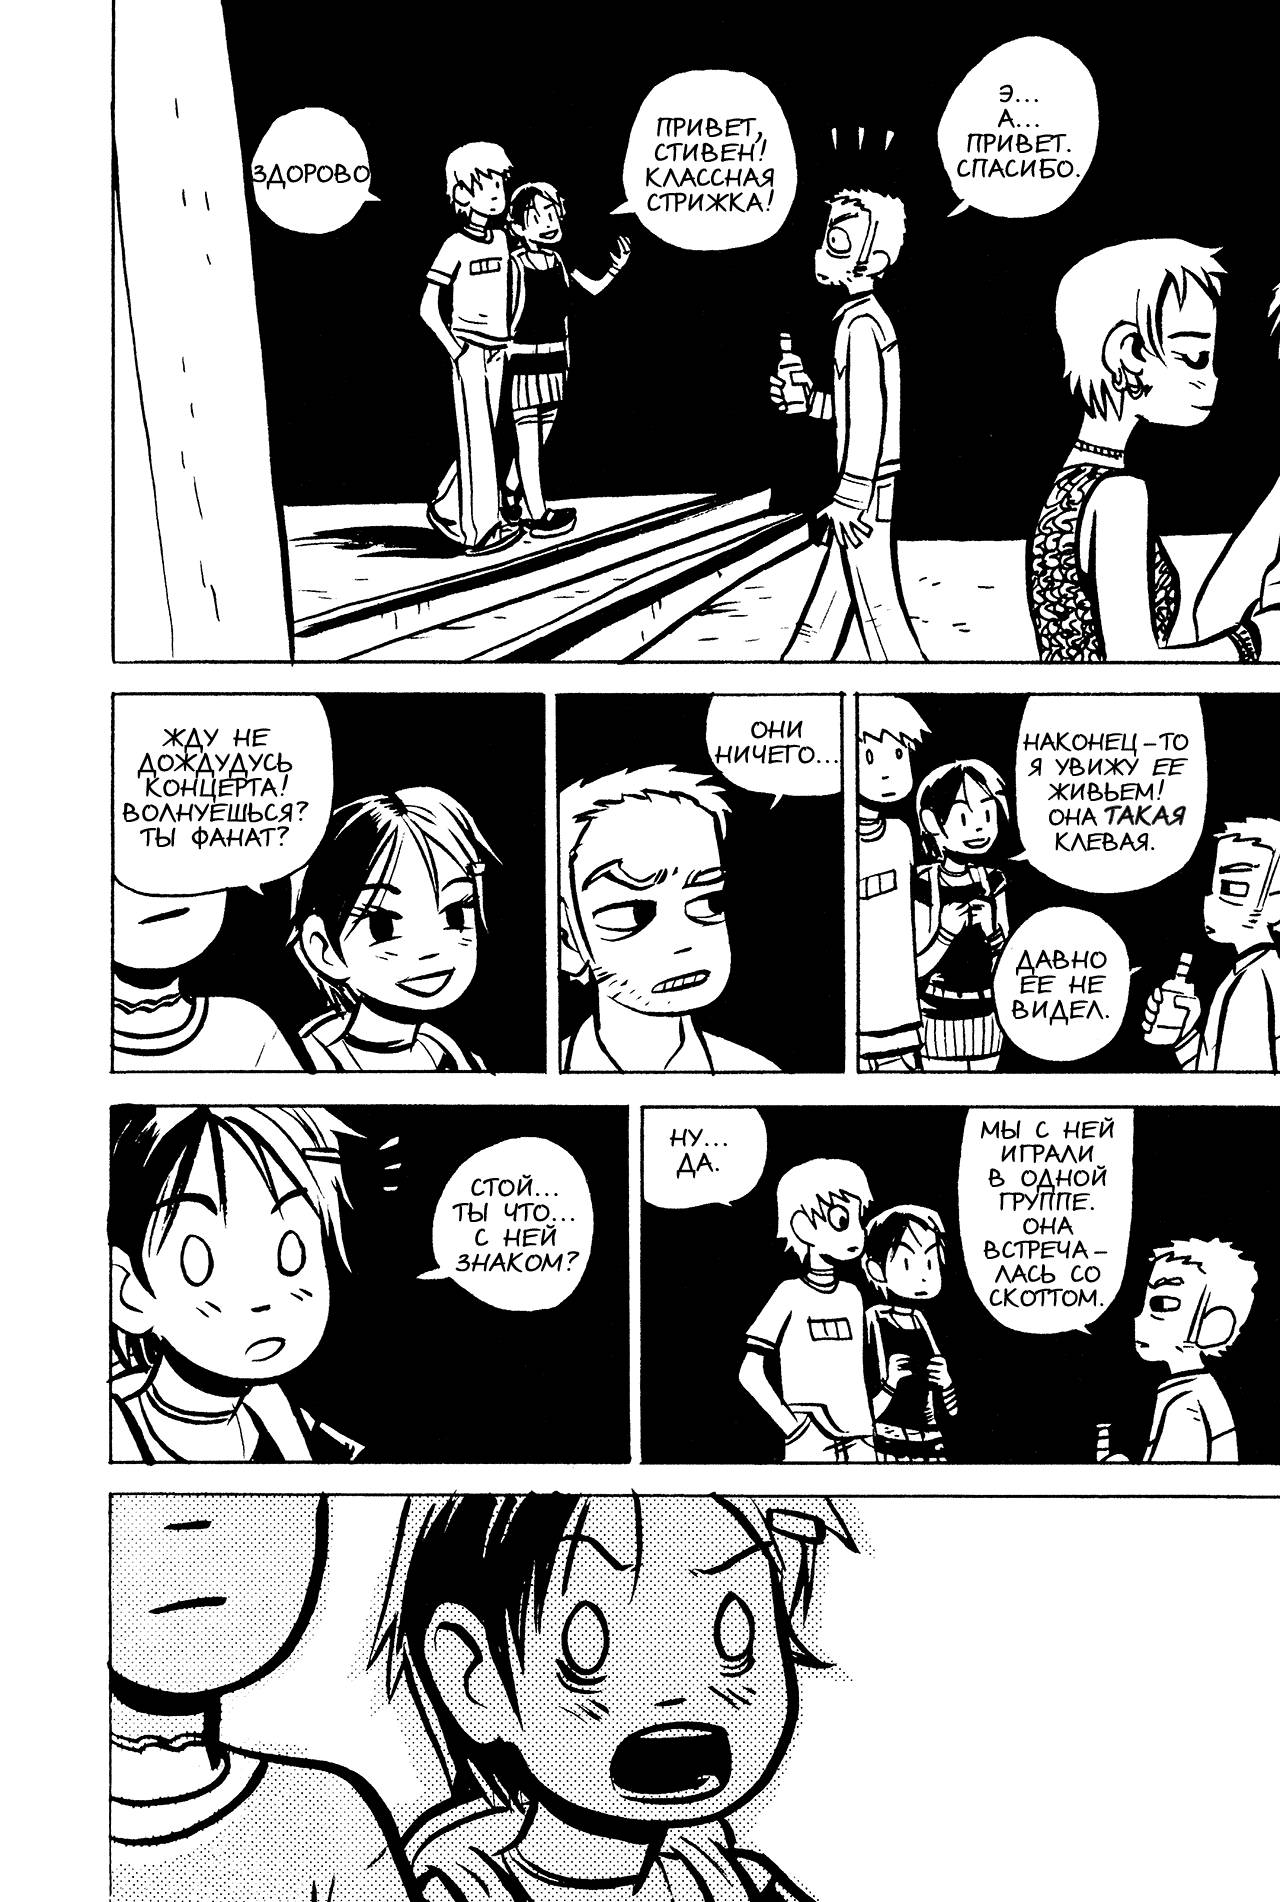 ЗДОРОВО
ПРИВЕТ,
СТИВЕН!
КЛАССНАЯ
СТРИЖКА!
Э...
А...
ПРИВЕТ.
СПАСИБО.
ЖДУ НЕ
ДОЖДУДУСЬ
КОНЦЕРТА!
ВОЛНУЕШЬСЯ?
ТЫ ФАНАТ?
ОНИ
НИЧЕГО...
НАКОНЕЦ-ТО
Я УВИЖУ ЕЕ
ЖИВЬЕМ!
ОНА ТАКАЯ
КЛЕВАЯ.
ДАВНО
ЕЕ НЕ
ВИДЕЛ.
СТОЙ...
ТЫ ЧТО...
С НЕЙ
ЗНАКОМ?
НУ...
ДА.
МЫ С НЕЙ
ИГРАЛИ
В ОДНОЙ
ГРУППЕ.
ОНА
ВСТРЕЧА-
ЛАСЬ СО
СКОТТОМ.